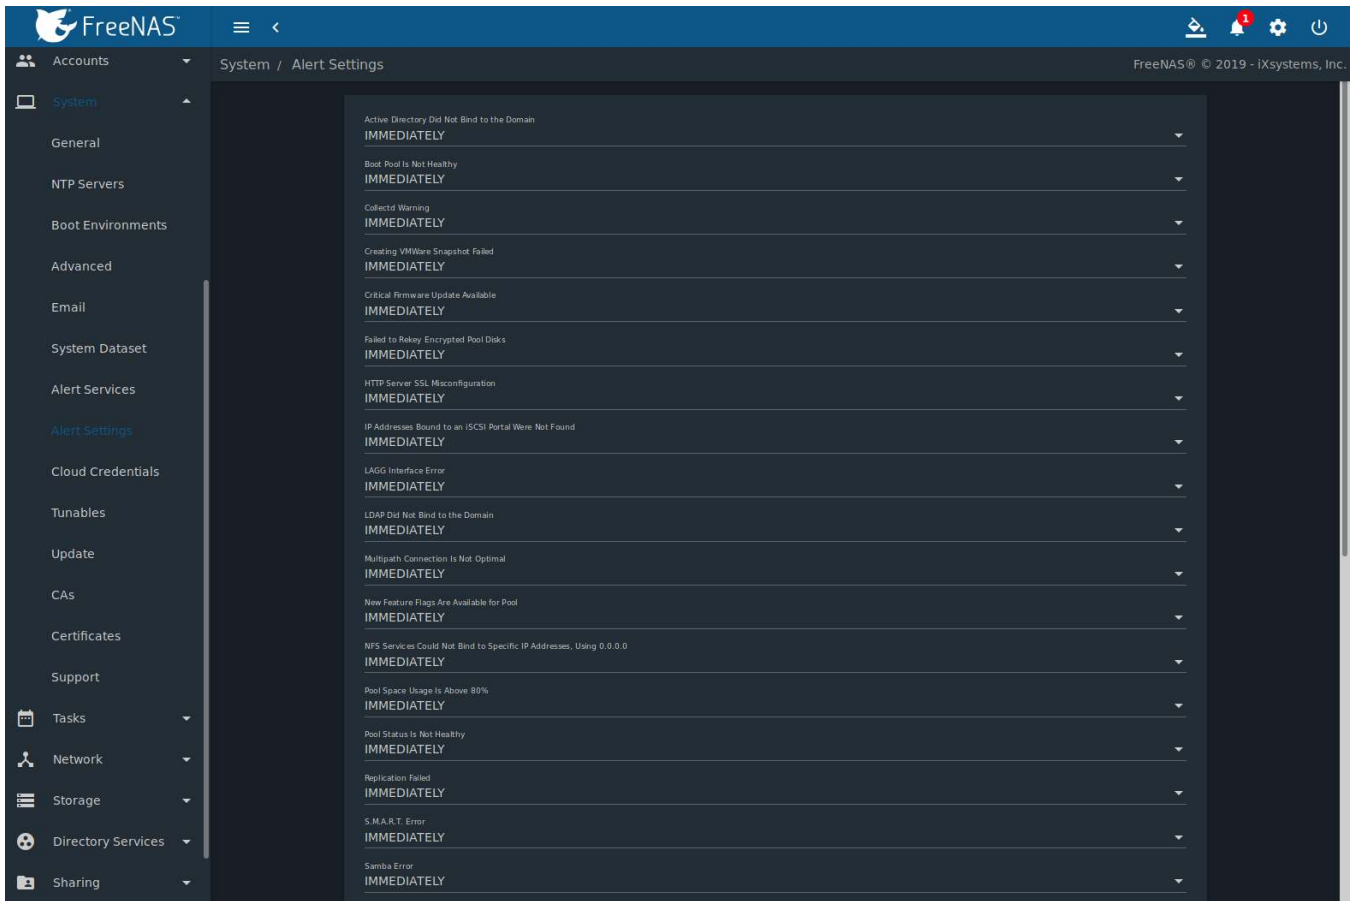 FreeNAS
1
System / Alert Settings
FreeNAS® © 2019 - iXsystems, Inc.
Accounts
System
General
NTP Servers
Boot Environments
Advanced
Email
System Dataset
Alert Services
Alert Settings
Cloud Credentials
Tunables
Update
CAs
Certificates
Support
Tasks
Network
Storage
Directory Services
Sharing
Active Directory Did Not Bind to the Domain
IMMEDIATELY
Boot Pool Is Not Healthy
IMMEDIATELY
Collectd Warning
IMMEDIATELY
Creating VMWare Snapshot Failed
IMMEDIATELY
Critical Firmware Update Available
IMMEDIATELY
Failed to Rekey Encrypted Pool Disks
IMMEDIATELY
HTTP Server SSL Misconfiguration
IMMEDIATELY
IP Addresses Bound to an iSCSI Portal Were Not Found
IMMEDIATELY
LAGG Interface Error
IMMEDIATELY
LDAP Did Not Bind to the Domain
IMMEDIATELY
Multipath Connection Is Not Optimal
IMMEDIATELY
New Feature Flags Are Available for Pool
IMMEDIATELY
NFS Services Could Not Bind to Specific IP Addresses, Using 0.0.0.0
IMMEDIATELY
Pool Space Usage Is Above 80%
IMMEDIATELY
Pool Status Is Not Healthy
IMMEDIATELY
Replication Failed
IMMEDIATELY
S.M.A.R.T. Error
IMMEDIATELY
Samba Error
IMMEDIATELY